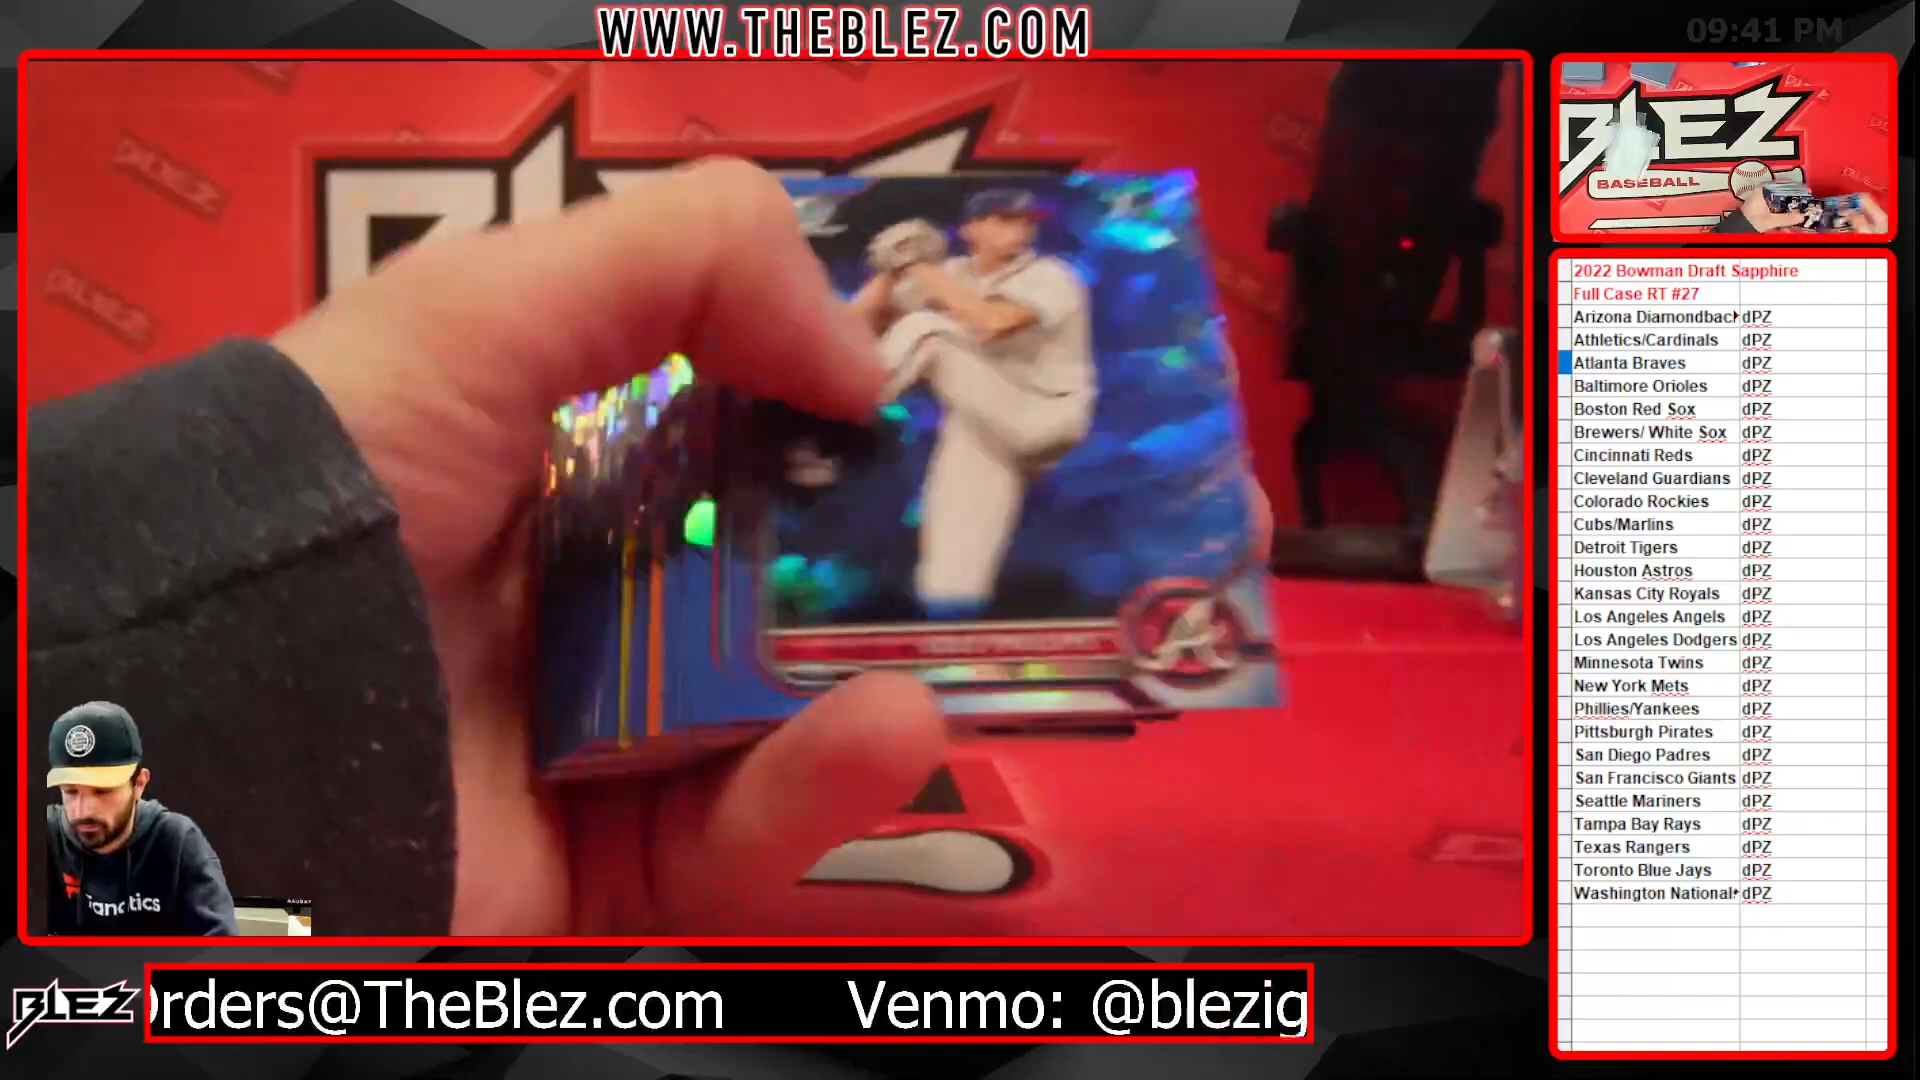 WWW.THEBLEZ.COM
09:41 PM
BLEZ
BASEBALL
2022 Bowman Draft Sapphire
Full Case RT #27
Arizona Diamondbac dPZ
Athletics/Cardinals dPZ
Atlanta Braves dPZ
Baltimore Orioles dPZ
Boston Red Sox dPZ
Brewers/ White Sox dPZ
Cincinnati Reds dPZ
Cleveland Guardians dPZ
Colorado Rockies dPZ
Cubs/Marlins dPZ
Detroit Tigers dPZ
Houston Astros dPZ
Kansas City Royals dPZ
Los Angeles Angels dPZ
Los Angeles Dodgers dPZ
Minnesota Twins dPZ
New York Mets dPZ
Phillies/Yankees dPZ
Pittsburgh Pirates dPZ
San Diego Padres dPZ
San Francisco Giants dPZ
Seattle Mariners dPZ
Tampa Bay Rays dPZ
Texas Rangers dPZ
Toronto Blue Jays dPZ
Washington National dPZ
A
Fanatics
BLEZ
Orders@TheBlez.com Venmo: @blezig